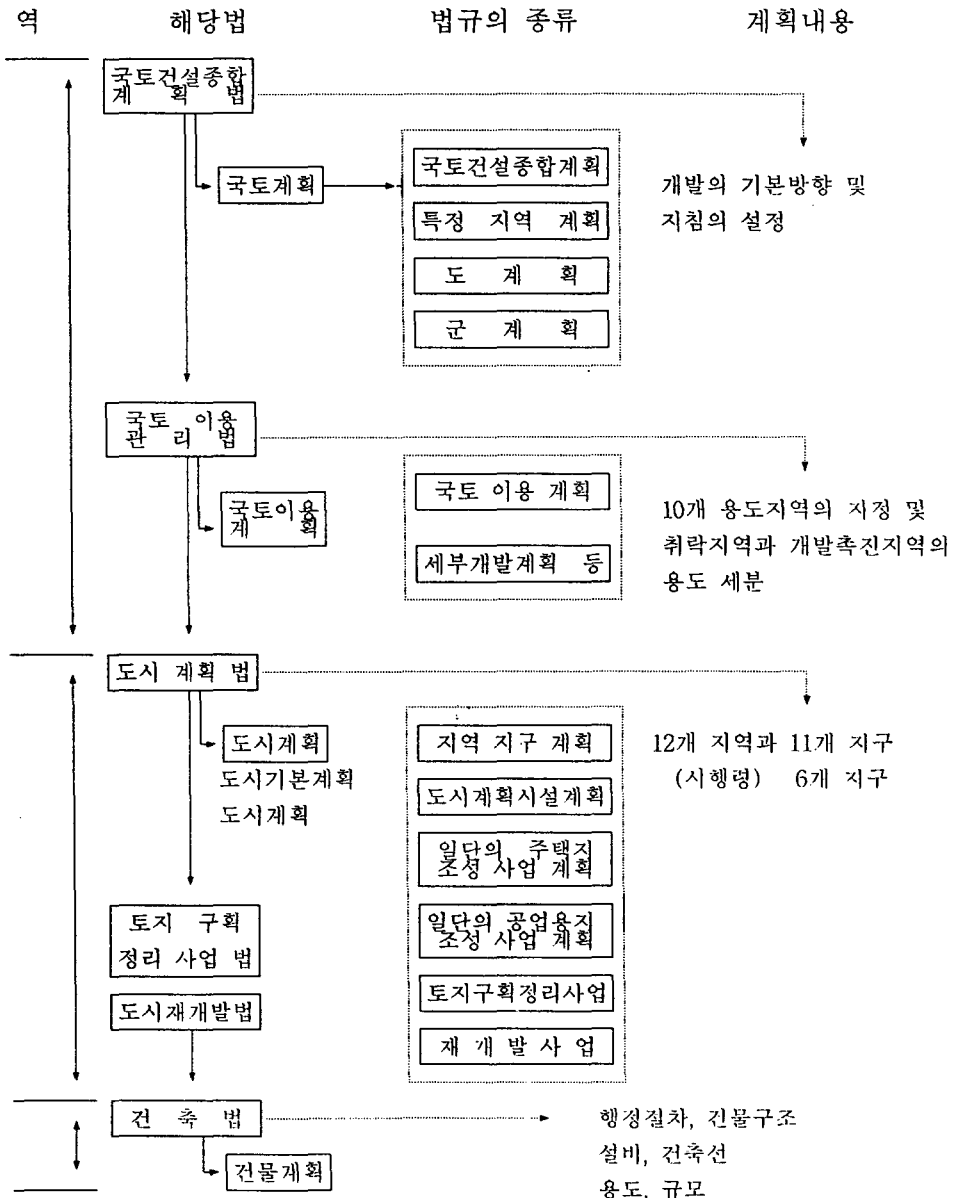 역 해당법 법규의 종류 계획내용
국토건설종합
계 획 법
국토계획
국토건설종합계획
특정 지역 계획
도 계 획
군 계 획
개발의 기본방향 및
지침의 설정
국토 이용
관 리 법
국토이용
계 획
국토 이용 계획
세부개발계획 등
10개 용도지역의 지정 및
취락지역과 개발촉진지역의
용도 세분
도시 계획 법
도시계획
도시기본계획
도시계획
지역 지구 계획
도시계획시설계획
일단의 주택지
조성 사업 계획
일단의 공업용지
조성 사업 계획
토지구획정리사업
재 개 발 사 업
12개 지역과 11개 지구
(시행령) 6개 지구
토지 구획
정리 사업 법
도시재개발법
건 축 법
건물계획
행정절차, 건물구조
설비, 건축선
용도, 규모